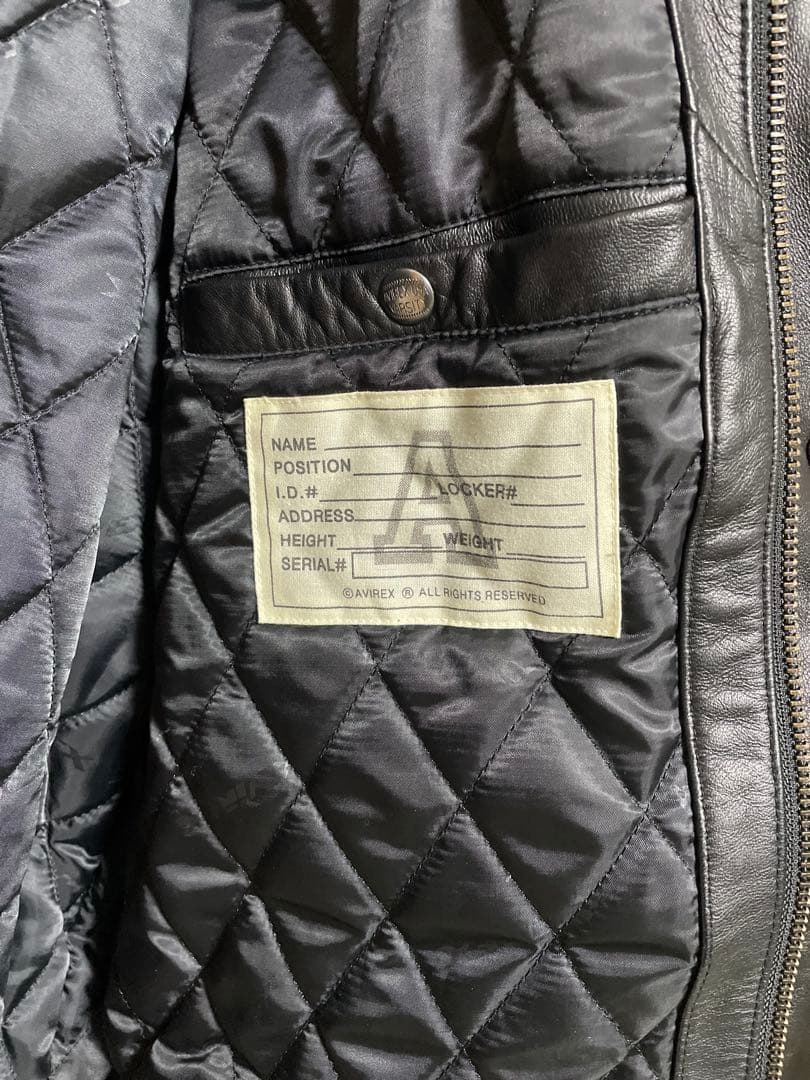 NAME
POSITION
I.D.# LOCKER#
ADDRESS
HEIGHT WEIGHT
SERIAL#
© AVIREX ® ALL RIGHTS RESERVED